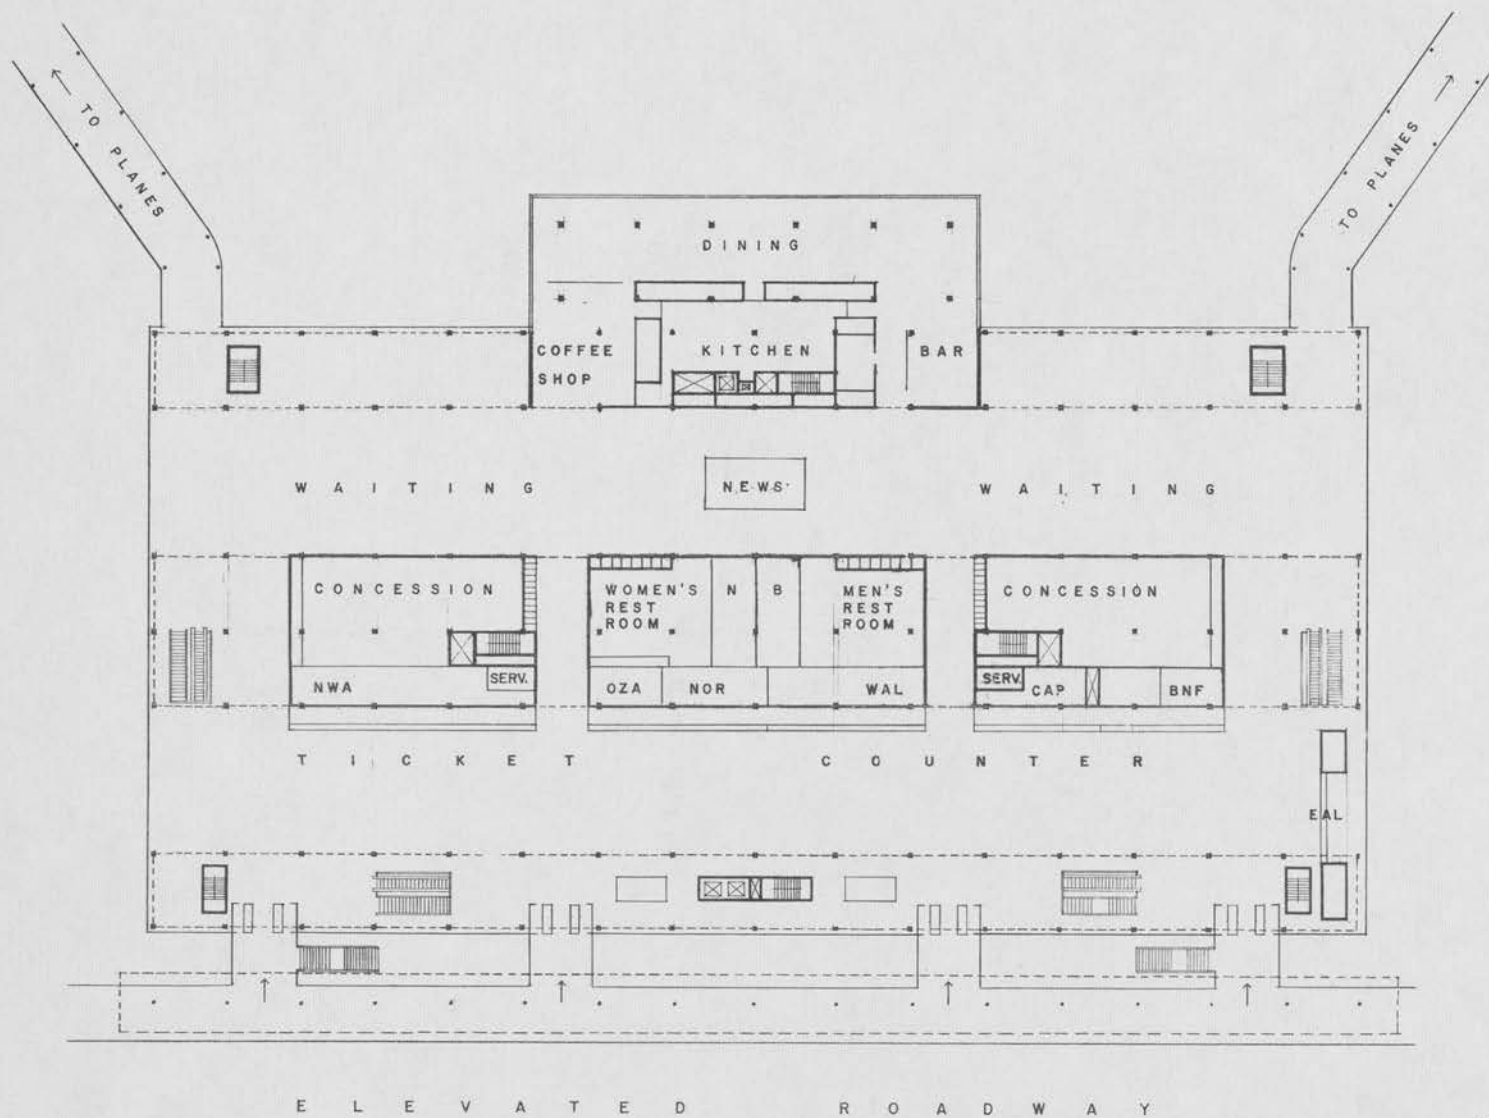 TO PLANES
TO PLANES
DINING
COFFEE
SHOP
KITCHEN
BAR
WAITING
NEWS
WAITING
CONCESSION
WOMEN'S
REST
ROOM
N
B
MEN'S
REST
ROOM
CONCESSION
NWA
SERV.
OZA
NOR
WAL
SERV.
CAP
BNF
TICKET COUNTER
EAL
ELEVATED ROADWAY